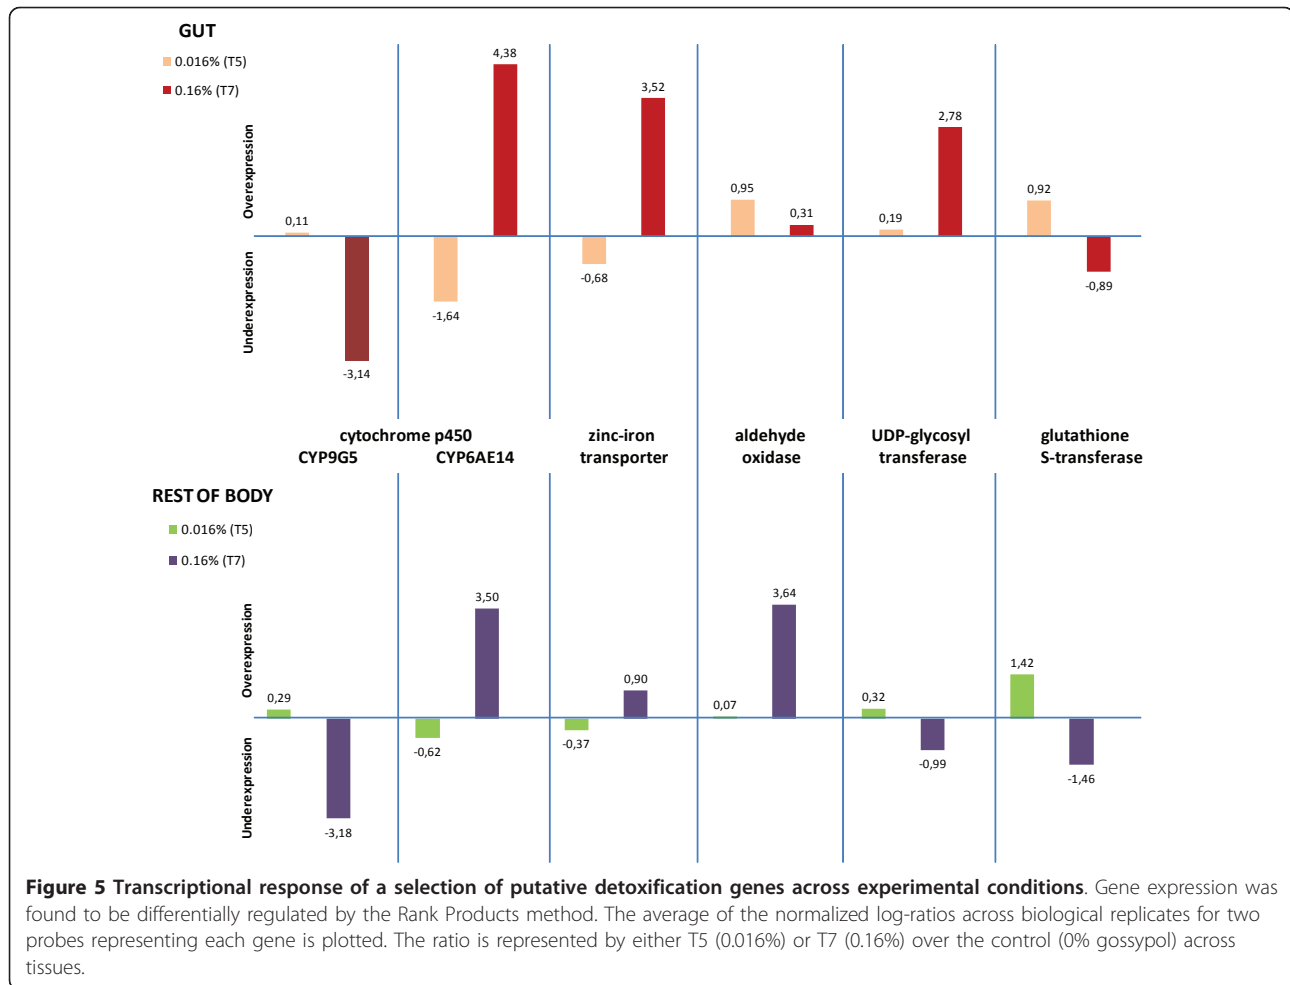 GUT
0.016% (T5)
0.16% (T7)
Overexpression
Underexpression
0,11
-3,14
-1,64
4,38
-0,68
3,52
0,95
0,31
0,19
2,78
0,92
-0,89
cytochrome p450
CYP9G5
CYP6AE14
zinc-iron
transporter
aldehyde
oxidase
UDP-glycosyl
transferase
glutathione
S-transferase
REST OF BODY
0.016% (T5)
0.16% (T7)
Overexpression
Underexpression
0,29
-3,18
-0,62
3,50
-0,37
0,90
0,07
3,64
0,32
-0,99
1,42
-1,46
Figure 5 Transcriptional response of a selection of putative detoxification genes across experimental conditions. Gene expression was
found to be differentially regulated by the Rank Products method. The average of the normalized log-ratios across biological replicates for two
probes representing each gene is plotted. The ratio is represented by either T5 (0.016%) or T7 (0.16%) over the control (0% gossypol) across
tissues.